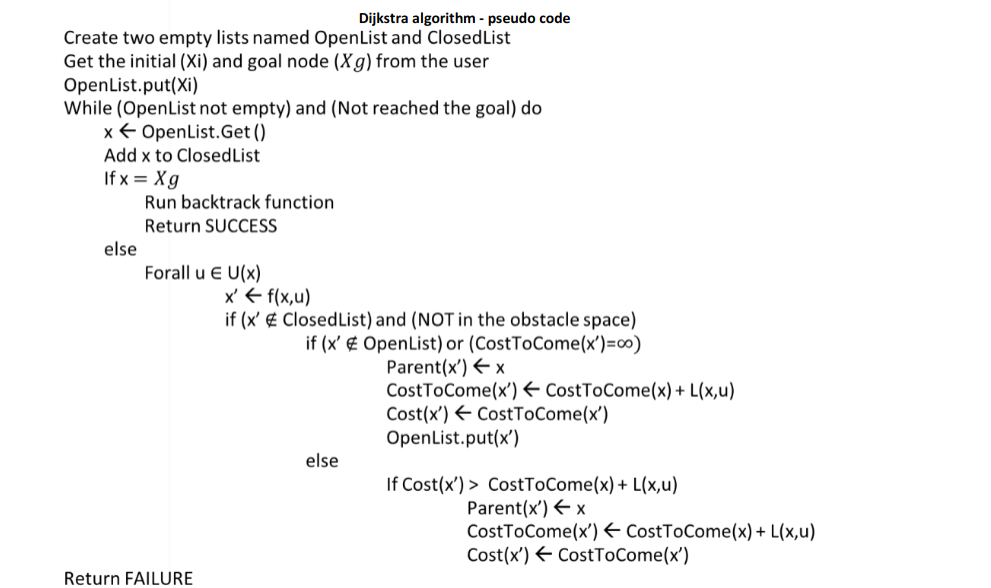 Dijkstra algorithm - pseudo code
Create two empty lists named OpenList and ClosedList
Get the initial (Xi) and goal node (Xg) from the user
OpenList.put(Xi)
While (OpenList not empty) and (Not reached the goal) do
x ← OpenList.Get ()
Add x to ClosedList
If x = Xg
Run backtrack function
Return SUCCESS
else
Forall u ∈ U(x)
x’ ← f(x,u)
if (x’ ∉ ClosedList) and (NOT in the obstacle space)
if (x’ ∉ OpenList) or (CostToCome(x’)=∞)
Parent(x’) ← x
CostToCome(x’) ← CostToCome(x) + L(x,u)
Cost(x’) ← CostToCome(x’)
OpenList.put(x’)
else
If Cost(x’) > CostToCome(x) + L(x,u)
Parent(x’) ← x
CostToCome(x’) ← CostToCome(x) + L(x,u)
Cost(x’) ← CostToCome(x’)
Return FAILURE